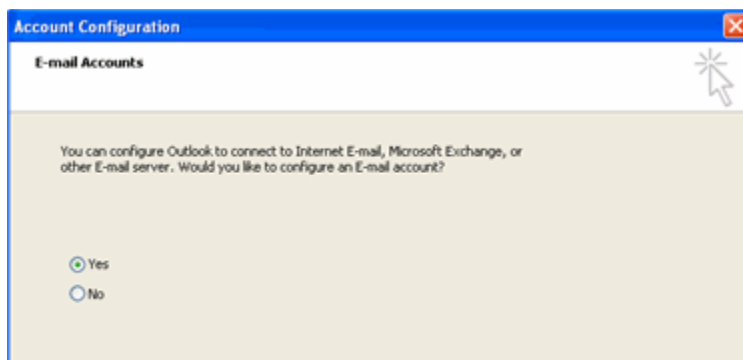 Account Configuration
E-mail Accounts
You can configure Outlook to connect to Internet E-mail, Microsoft Exchange, or
other E-mail server. Would you like to configure an E-mail account?
Yes
No